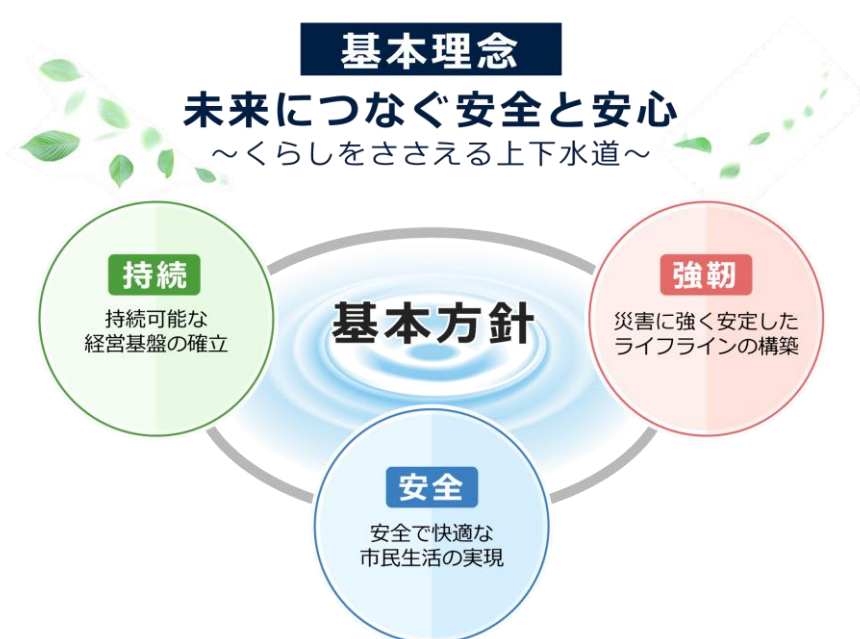 基本理念
未来につなぐ安全と安心
～くらしをささえる上下水道～
基本方針
持続
持続可能な
経営基盤の確立
強靭
災害に強く安定した
ライフラインの構築
安全
安全で快適な
市民生活の実現